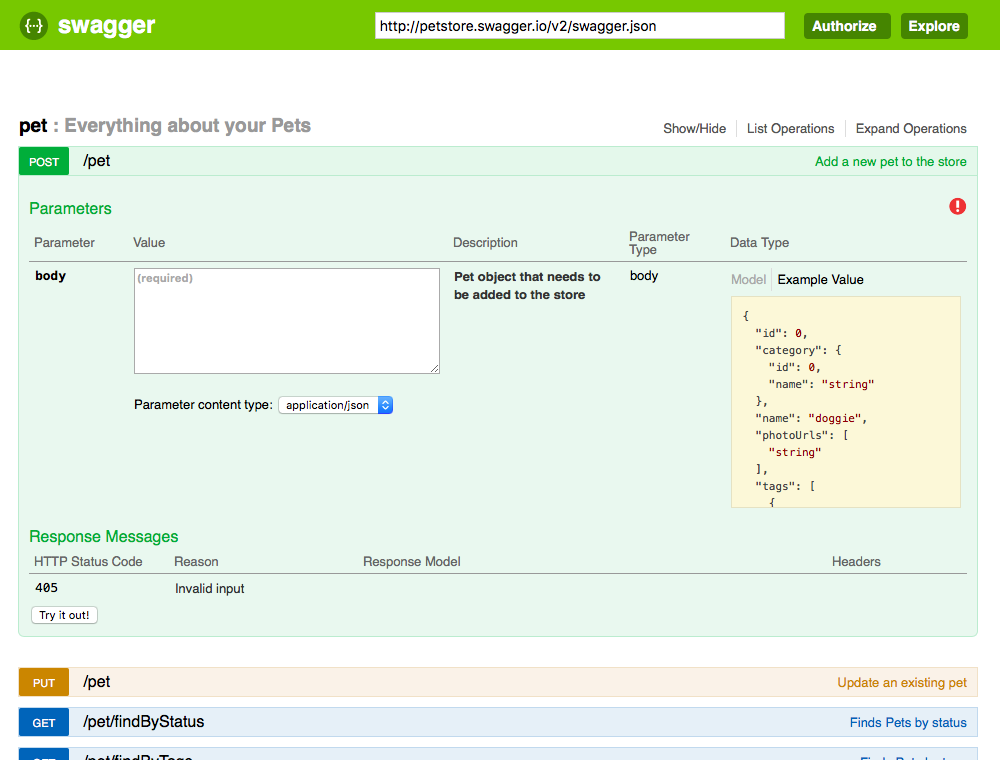 {··} swagger http://petstore.swagger.io/v2/swagger.json Authorize Explore
pet : Everything about your Pets Show/Hide List Operations Expand Operations
POST /pet Add a new pet to the store
Parameters
Parameter Value Description Parameter Type Data Type
body (required) Pet object that needs to be added to the store body Model Example Value
{
"id": 0,
"category": {
"id": 0,
"name": "string"
},
"name": "doggie",
"photoUrls": [
"string"
],
"tags": [
{
Parameter content type: application/json
Response Messages
HTTP Status Code Reason Response Model Headers
405 Invalid input
Try it out!
PUT /pet Update an existing pet
GET /pet/findByStatus Finds Pets by status
GET /pet/findByTags Finds Pets by tags